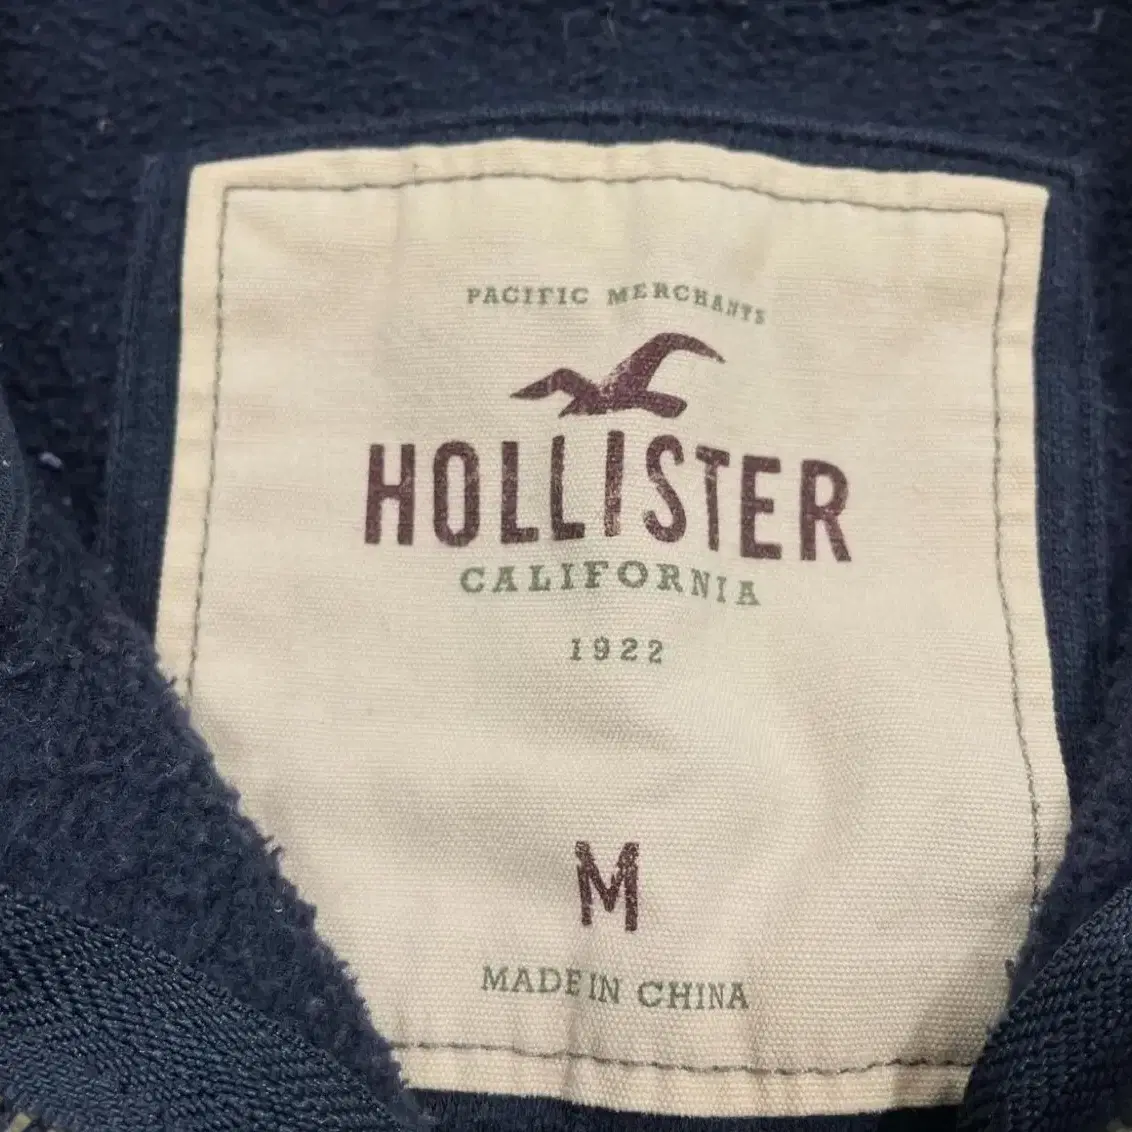 PACIFIC MERCHANTS
HOLLISTER
CALIFORNIA
1922
M
MADE IN CHINA